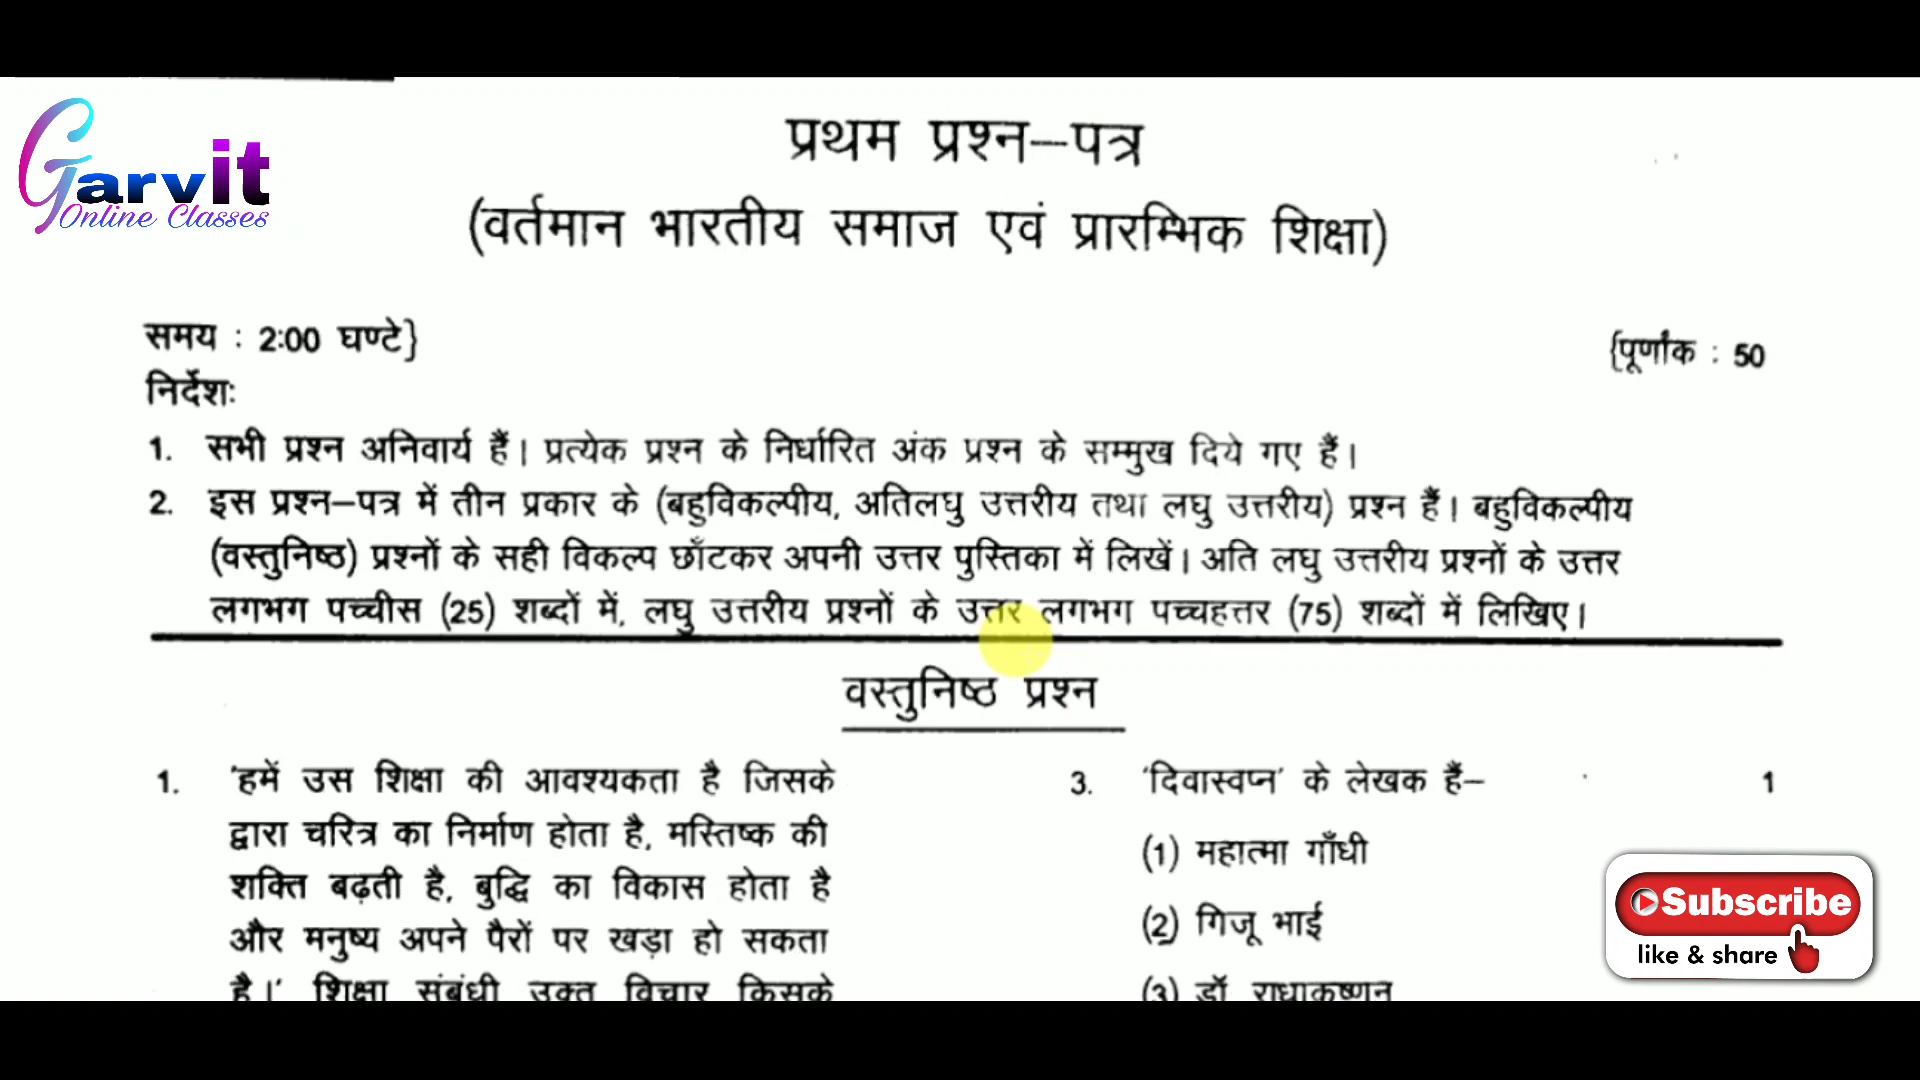 Garvit
Online Classes
प्रथम प्रश्न–पत्र
(वर्तमान भारतीय समाज एवं प्रारम्भिक शिक्षा)
समय : 2:00 घण्टे}
{पूर्णांक : 50
निर्देशः
1. सभी प्रश्न अनिवार्य हैं। प्रत्येक प्रश्न के निर्धारित अंक प्रश्न के सम्मुख दिये गए हैं।
2. इस प्रश्न–पत्र में तीन प्रकार के (बहुविकल्पीय, अतिलघु उत्तरीय तथा लघु उत्तरीय) प्रश्न हैं। बहुविकल्पीय
(वस्तुनिष्ठ) प्रश्नों के सही विकल्प छाँटकर अपनी उत्तर पुस्तिका में लिखें। अति लघु उत्तरीय प्रश्नों के उत्तर
लगभग पच्चीस (25) शब्दों में, लघु उत्तरीय प्रश्नों के उत्तर लगभग पच्चहत्तर (75) शब्दों में लिखिए।
वस्तुनिष्ठ प्रश्न
1. 'हमें उस शिक्षा की आवश्यकता है जिसके
द्वारा चरित्र का निर्माण होता है, मस्तिष्क की
शक्ति बढ़ती है, बुद्धि का विकास होता है
और मनुष्य अपने पैरों पर खड़ा हो सकता
है।' शिक्षा संबंधी उक्त विचार किसके
3. 'दिवास्वप्न' के लेखक हैं– 1
(1) महात्मा गाँधी
(2) गिजू भाई
(3) डॉ राधाकृष्णन
Subscribe
like & share